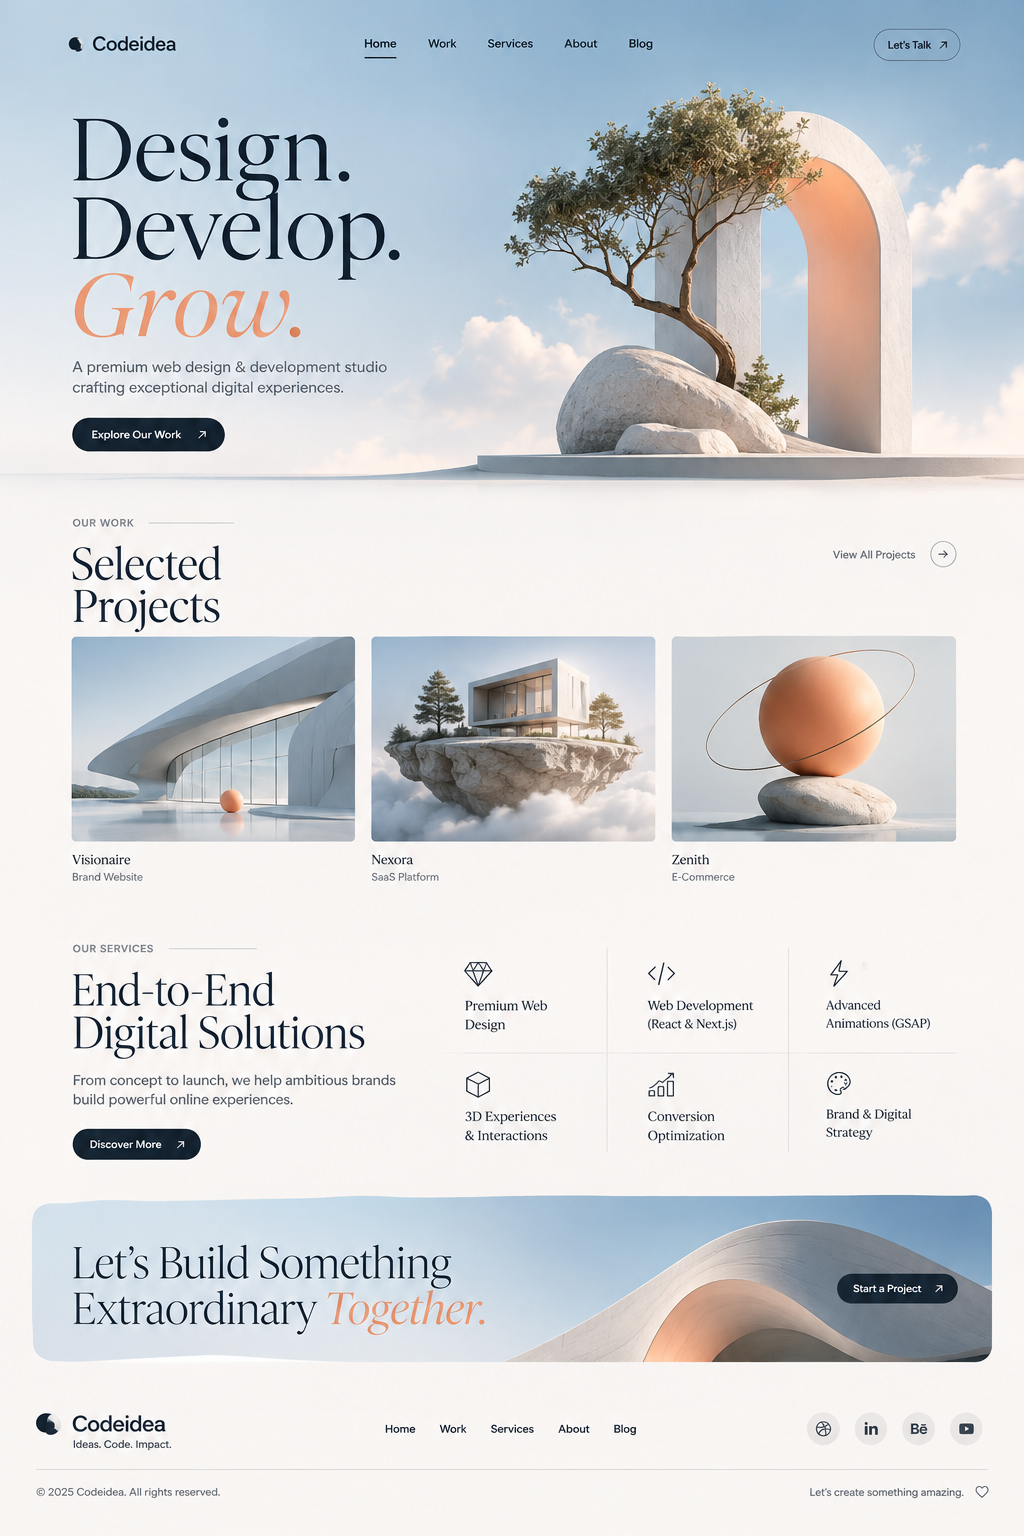 Codeidea
Home Work Services About Blog
Let's Talk
Design.
Develop.
Grow.
A premium web design & development studio
crafting exceptional digital experiences.
Explore Our Work
OUR WORK
Selected
Projects
View All Projects
Visionaire
Brand Website
Nexora
SaaS Platform
Zenith
E-Commerce
OUR SERVICES
End-to-End
Digital Solutions
From concept to launch, we help ambitious brands
build powerful online experiences.
Discover More
Premium Web
Design
Web Development
(React & Next.js)
Advanced
Animations (GSAP)
3D Experiences
& Interactions
Conversion
Optimization
Brand & Digital
Strategy
Let's Build Something
Extraordinary Together.
Start a Project
Codeidea
Ideas. Code. Impact.
Home Work Services About Blog
in
Bē
© 2025 Codeidea. All rights reserved.
Let's create something amazing.